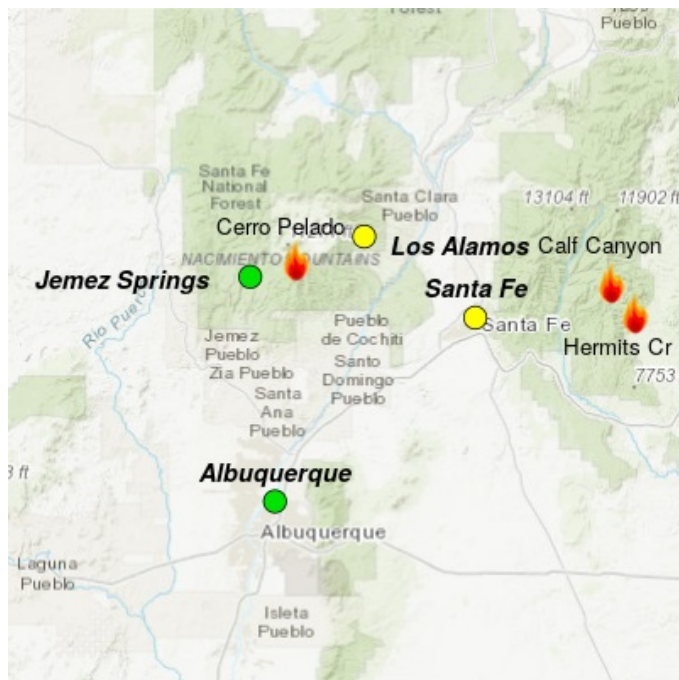 Forest
Pueblo
Santa Fe
National
Forest
Santa Clara
Pueblo
13104 ft
11902 ft
Cerro Pelado
Los Alamos
Calf Canyon
NACIMIENTO MOUNTAINS
Jemez Springs
Santa Fe
Rio Puerco
Pueblo
de Cochiti
Santa Fe
Jemez
Pueblo
Hermits Cr
Zia Pueblo
Santo
Domingo
Pueblo
7753
Santa
Ana
Pueblo
Albuquerque
Albuquerque
Laguna
Pueblo
Isleta
Pueblo